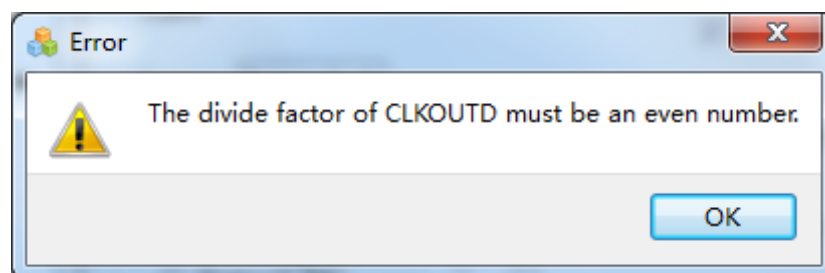 Error
The divide factor of CLKOUTD must be an even number.
OK